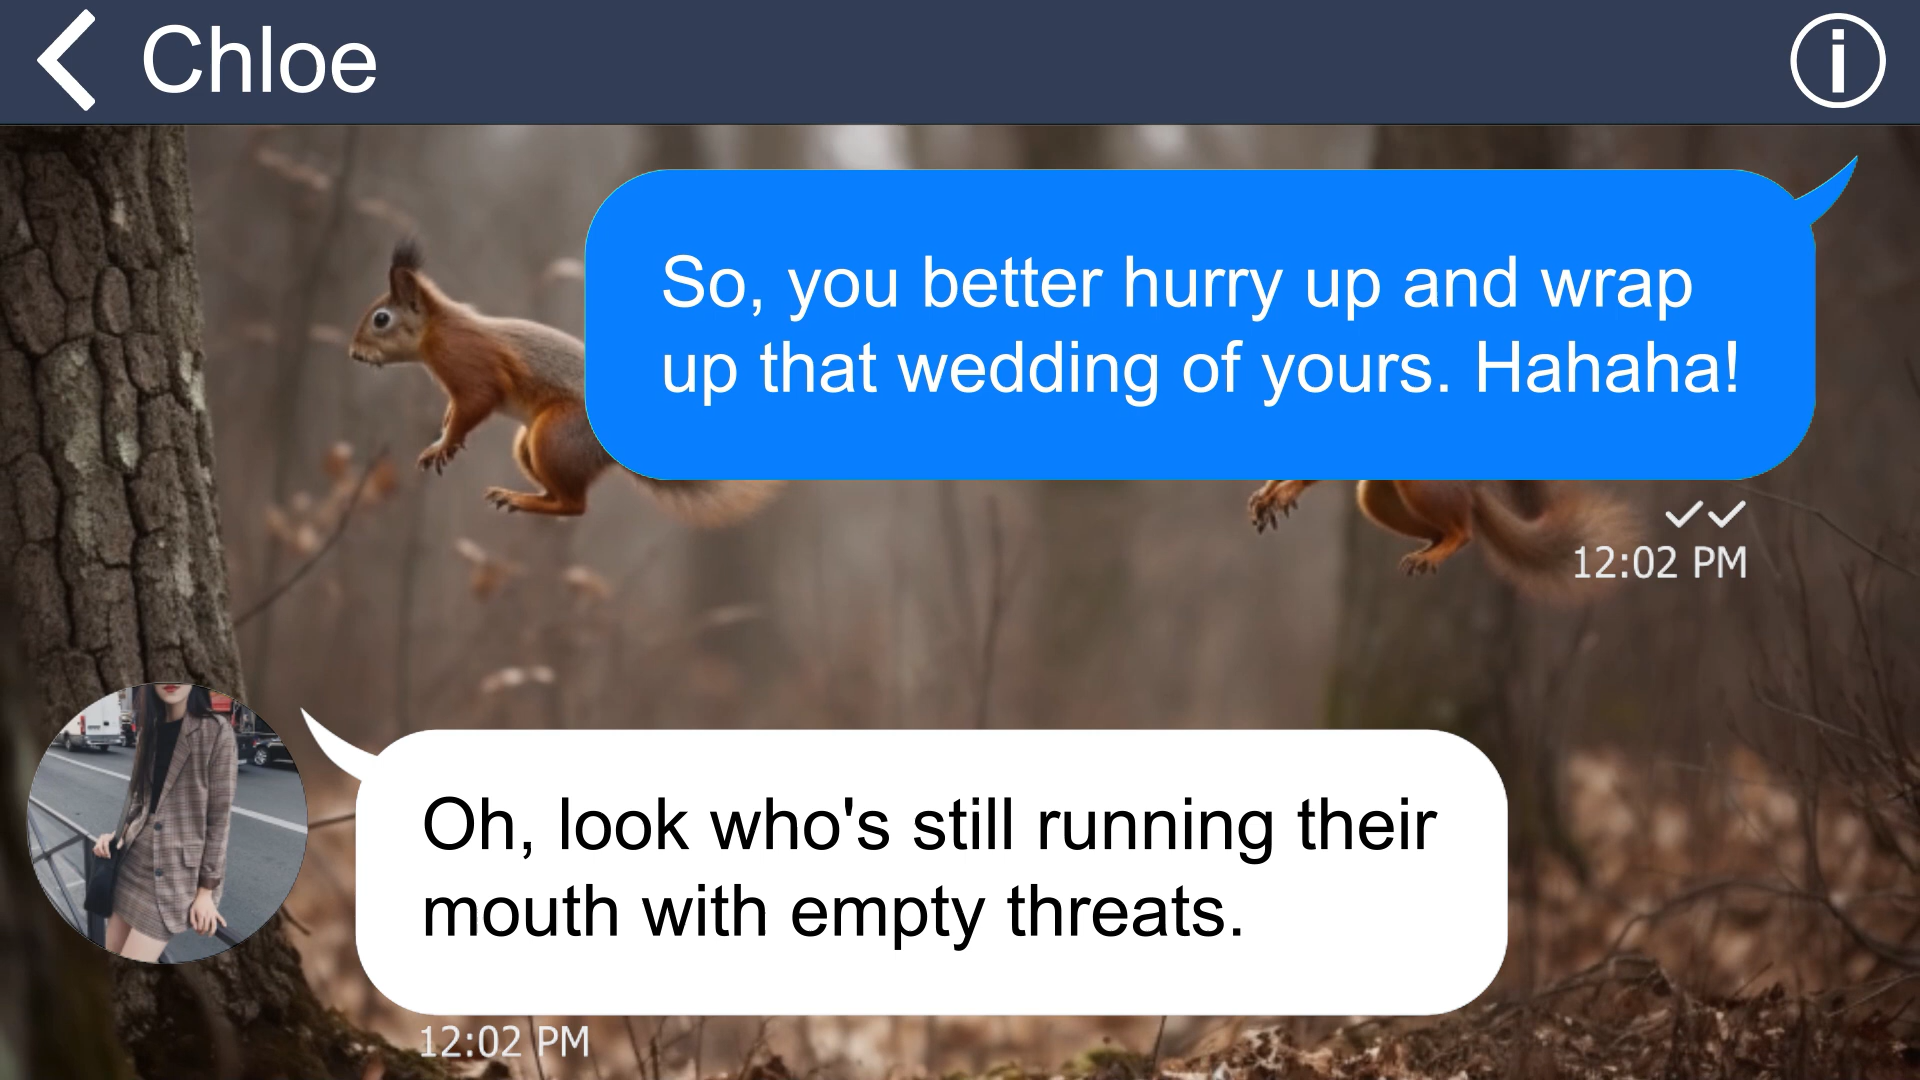 Chloe
So, you better hurry up and wrap
up that wedding of yours. Hahaha!
12:02 PM
Oh, look who's still running their
mouth with empty threats.
12:02 PM